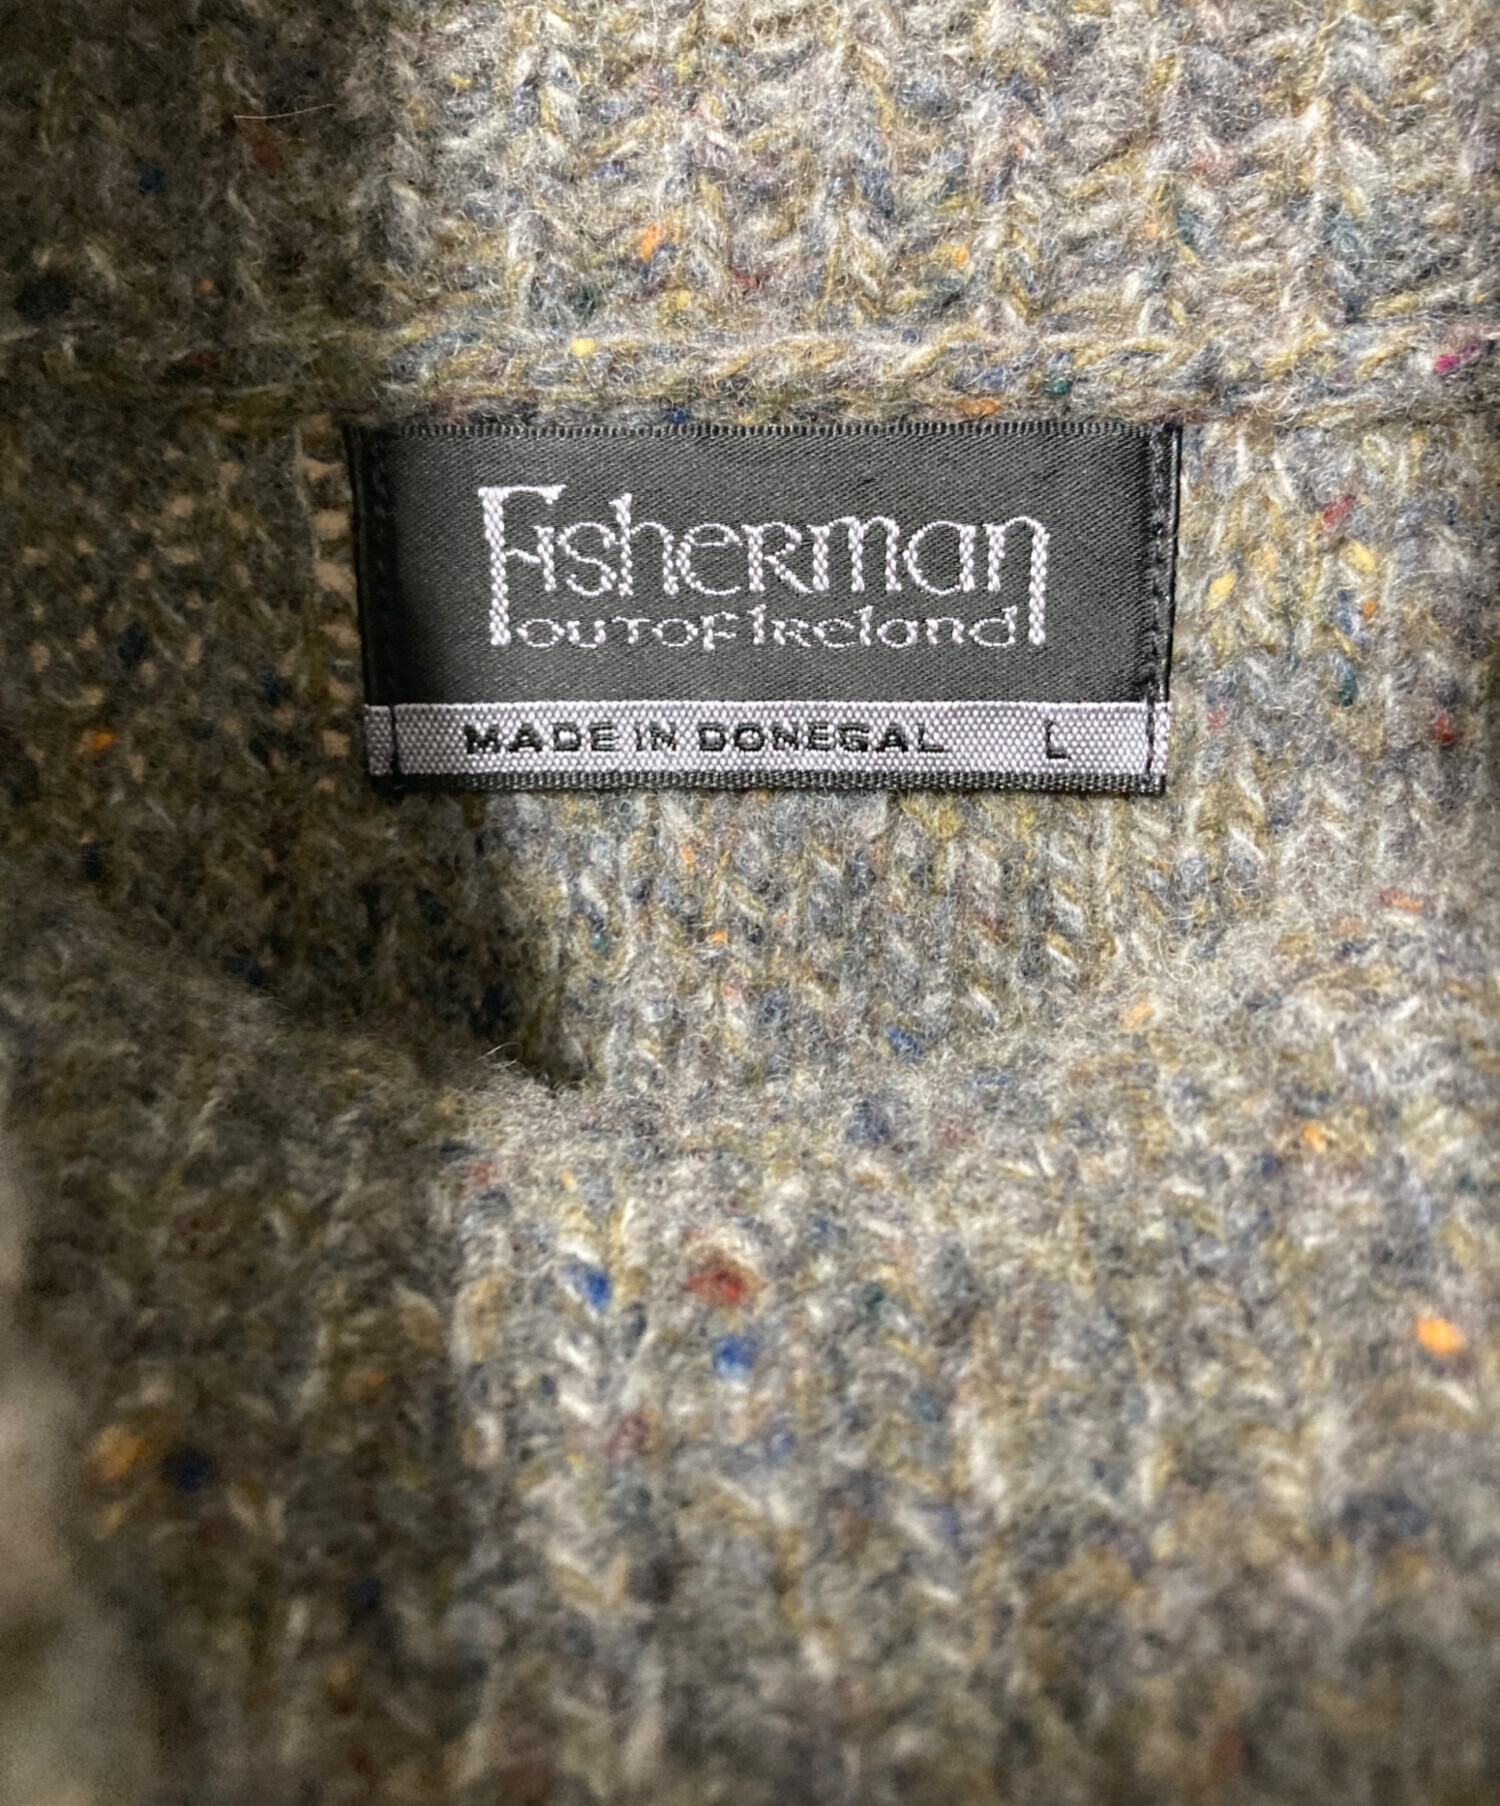 Fisherman
OUT OF Ireland
MADE IN DONEGAL L